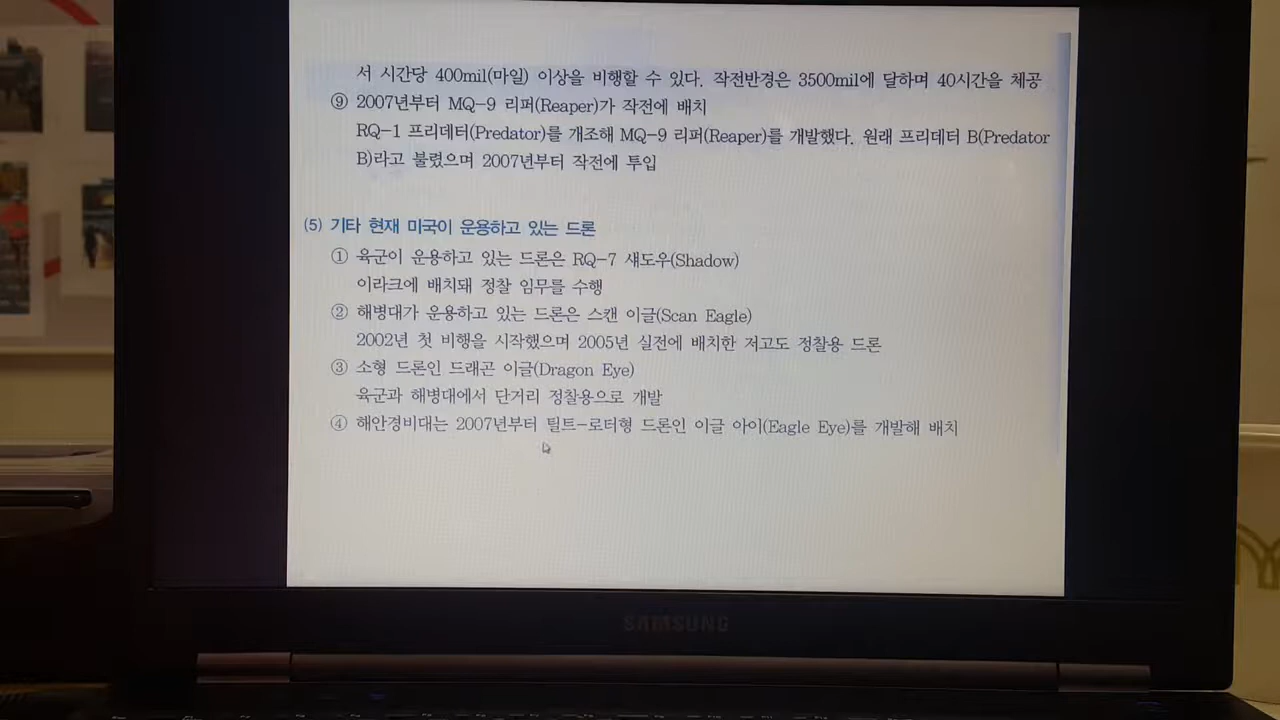 서 시간당 400mil(마일) 이상을 비행할 수 있다. 작전반경은 3500mil에 달하며 40시간을 체공
⑨ 2007년부터 MQ-9 리퍼(Reaper)가 작전에 배치
RQ-1 프리데터(Predator)를 개조해 MQ-9 리퍼(Reaper)를 개발했다. 원래 프리데터 B(Predator
B)라고 불렸으며 2007년부터 작전에 투입
(5) 기타 현재 미국이 운용하고 있는 드론
① 육군이 운용하고 있는 드론은 RQ-7 섀도우(Shadow)
이라크에 배치돼 정찰 임무를 수행
② 해병대가 운용하고 있는 드론은 스캔 이글(Scan Eagle)
2002년 첫 비행을 시작했으며 2005년 실전에 배치한 저고도 정찰용 드론
③ 소형 드론인 드래곤 이글(Dragon Eye)
육군과 해병대에서 단거리 정찰용으로 개발
④ 해안경비대는 2007년부터 틸트-로터형 드론인 이글 아이(Eagle Eye)를 개발해 배치
SAMSUNG